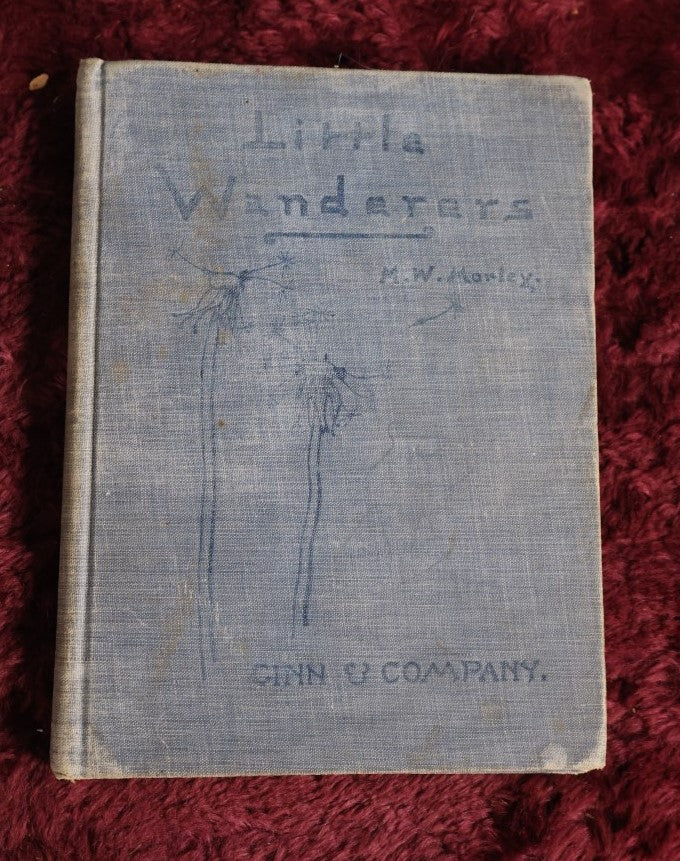 Little
Wanderers
M.W. Morley.
GINN & COMPANY.